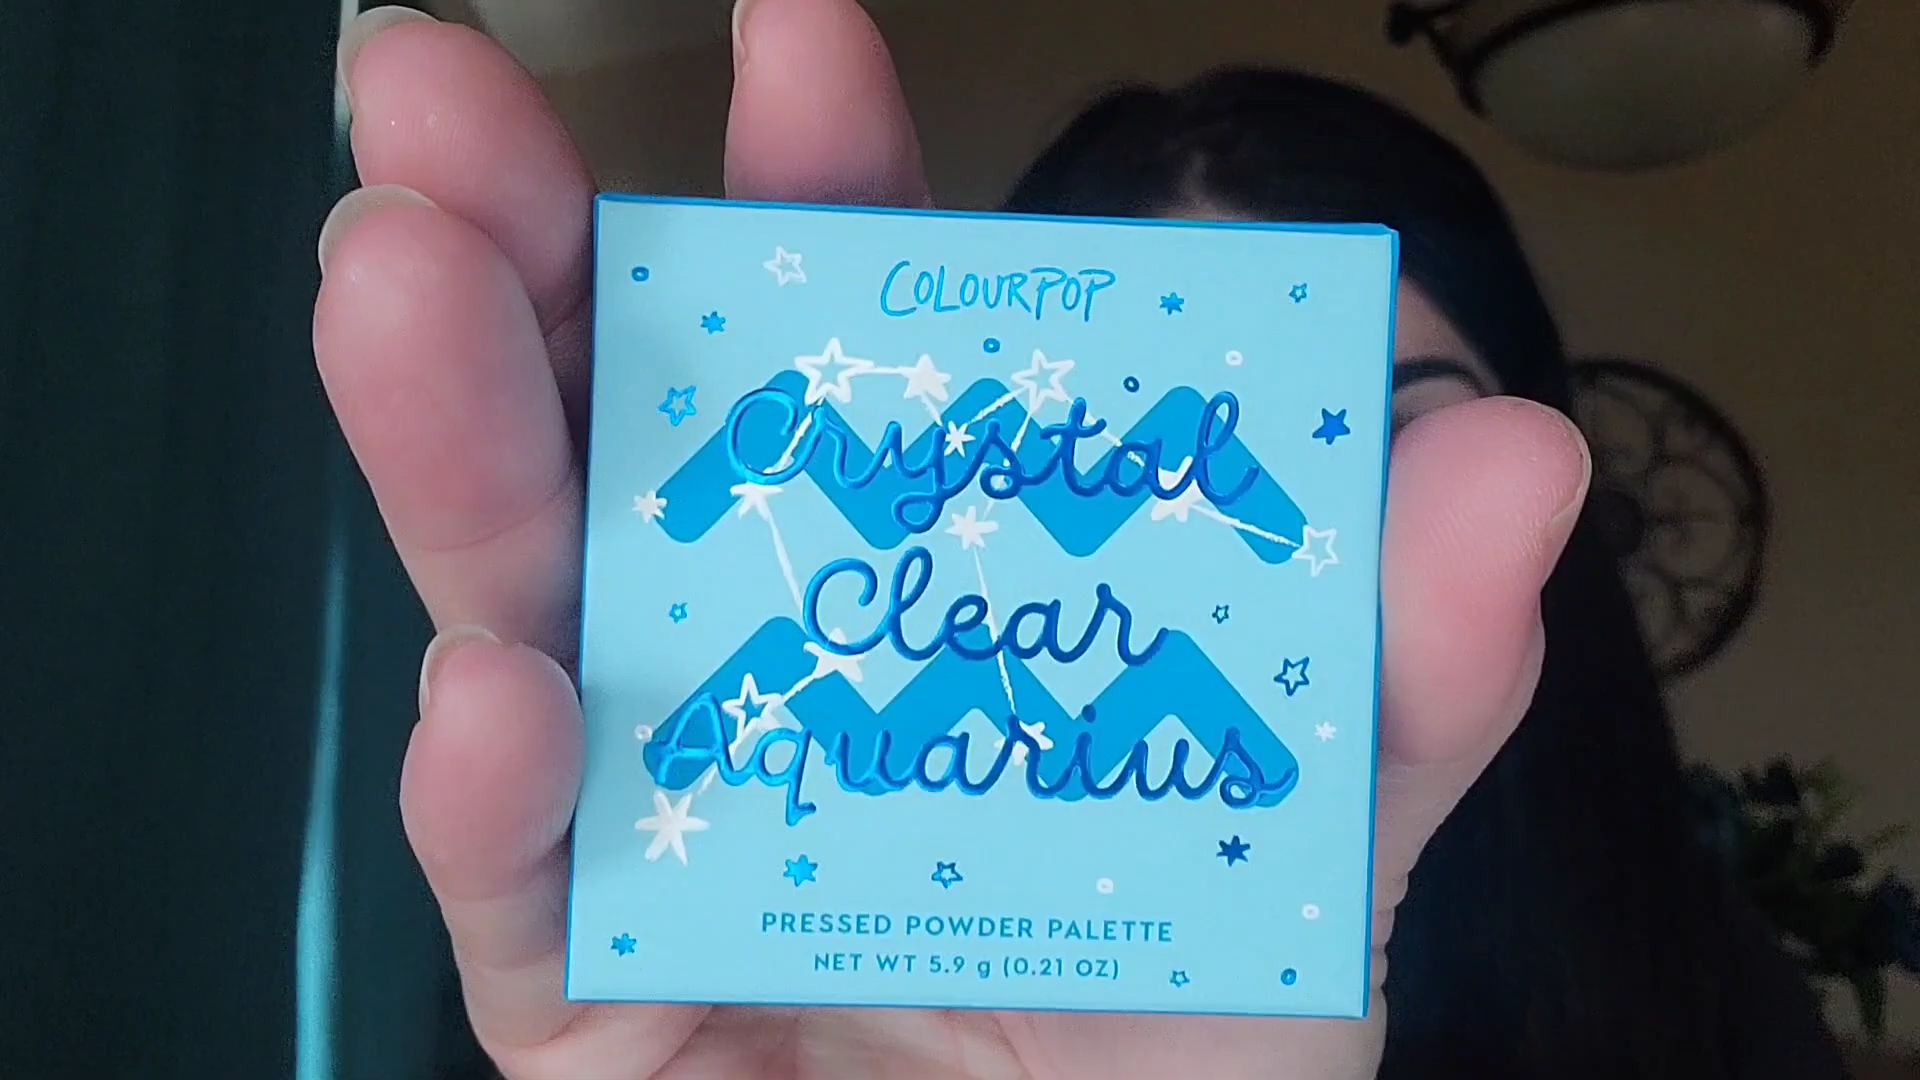 COLOURPOP
Crystal
Clear
Aquarius
PRESSED POWDER PALETTE
NET WT 5.9 g (0.21 OZ)